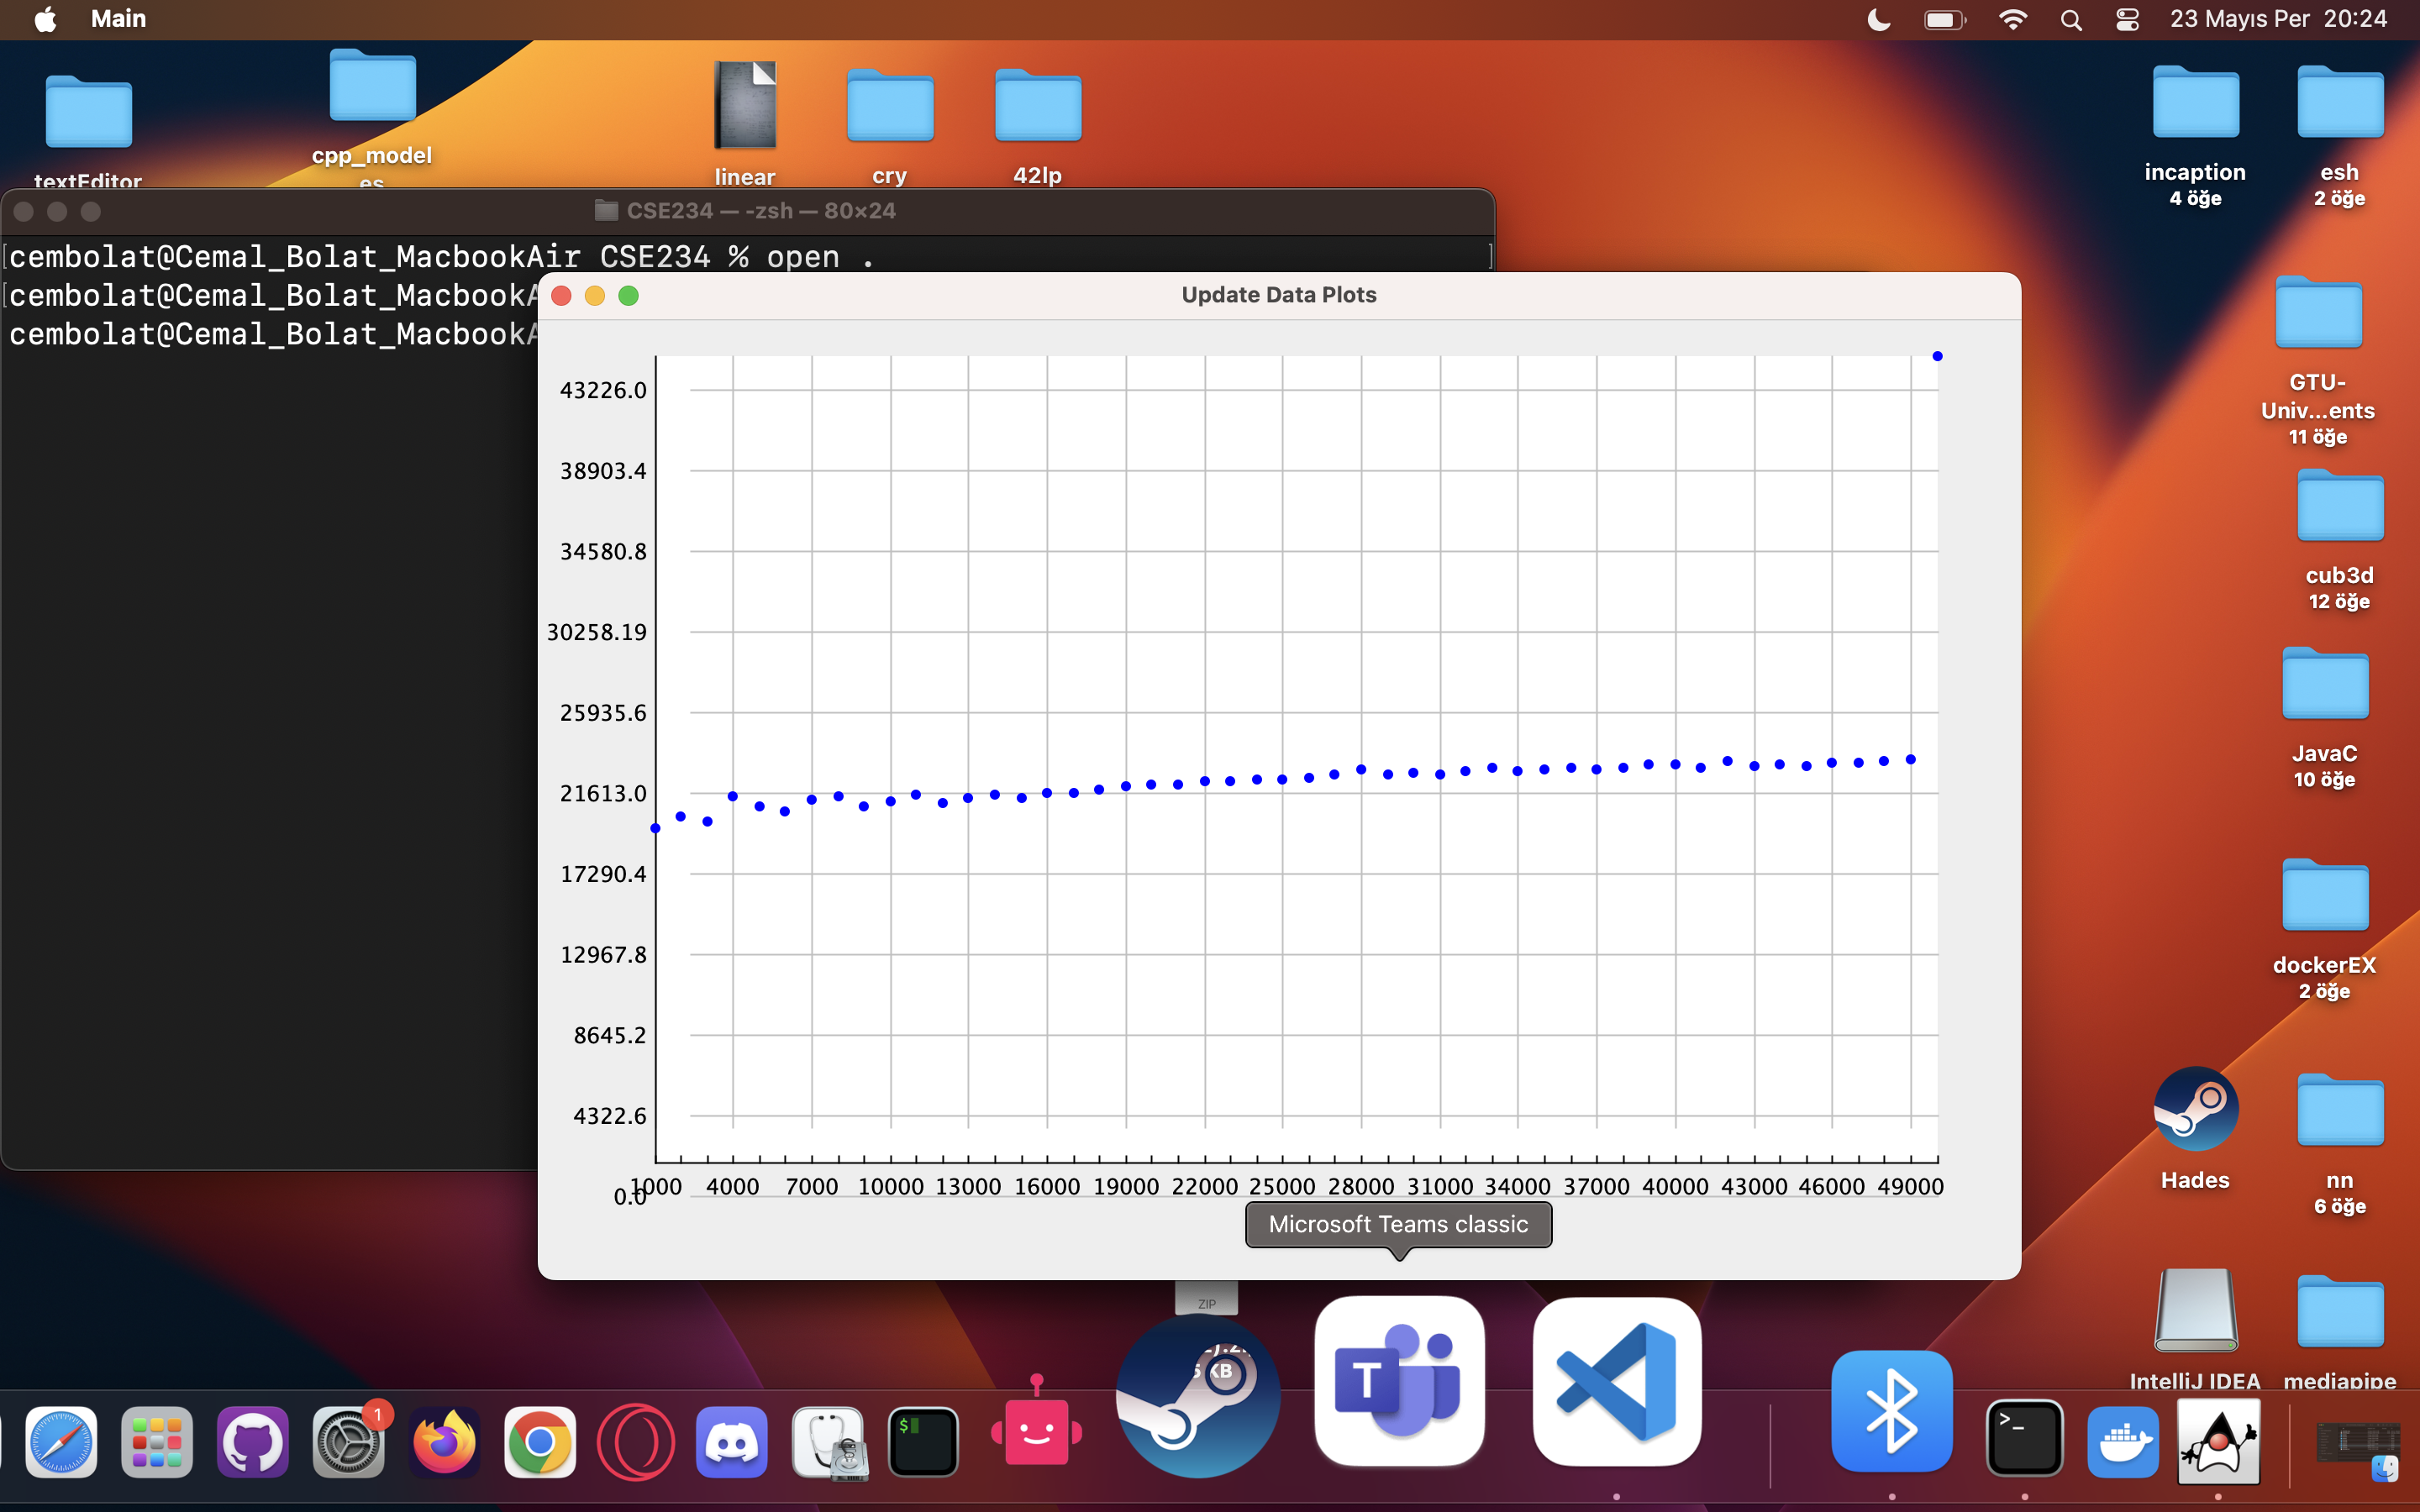 Main
23 Mayıs Per 20:24
textEditor
cpp_model
es
linear
cry
42lp
incaption
4 öğe
esh
2 öğe
CSE234 — -zsh — 80×24
[cembolat@Cemal_Bolat_MacbookAir CSE234 % open . ]
[cembolat@Cemal_Bolat_MacbookA
cembolat@Cemal_Bolat_MacbookA
Update Data Plots
43226.0
38903.4
34580.8
30258.19
25935.6
21613.0
17290.4
12967.8
8645.2
4322.6
0.0
1000 4000 7000 10000 13000 16000 19000 22000 25000 28000 31000 34000 37000 40000 43000 46000 49000
Microsoft Teams classic
GTU-
Univ...ents
11 öğe
cub3d
12 öğe
JavaC
10 öğe
dockerEX
2 öğe
Hades
nn
6 öğe
IntelliJ IDEA
mediapipe
ZIP
5 KB
1
$
T
>_